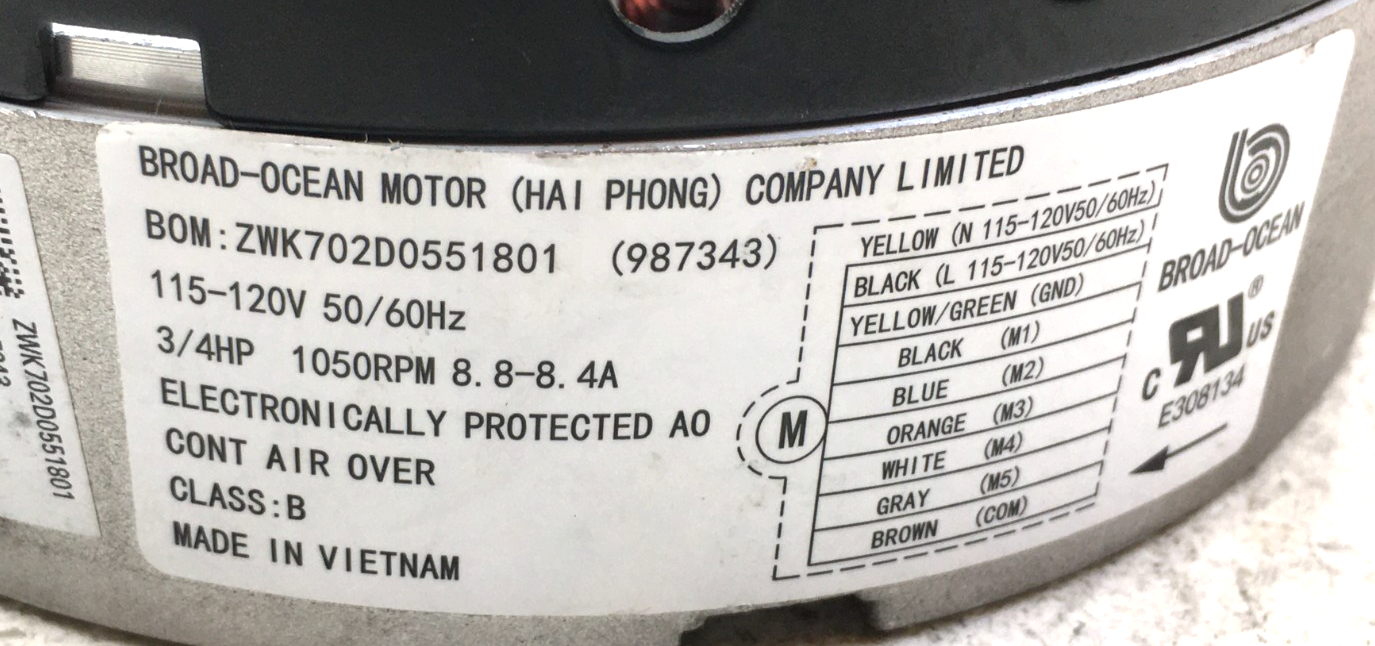 BROAD-OCEAN MOTOR (HAI PHONG) COMPANY LIMITED
BOM:ZWK702D0551801 (987343)
115-120V 50/60Hz
3/4HP 1050RPM 8.8-8.4A
ELECTRONICALLY PROTECTED AO
CONT AIR OVER
CLASS:B
MADE IN VIETNAM
M
YELLOW (N 115-120V50/60Hz)
BLACK (L 115-120V50/60Hz)
YELLOW/GREEN (GND)
BLACK (M1)
BLUE (M2)
ORANGE (M3)
WHITE (M4)
GRAY (M5)
BROWN (COM)
BROAD-OCEAN
C RU US ®
E308134
ZWK702D0551801